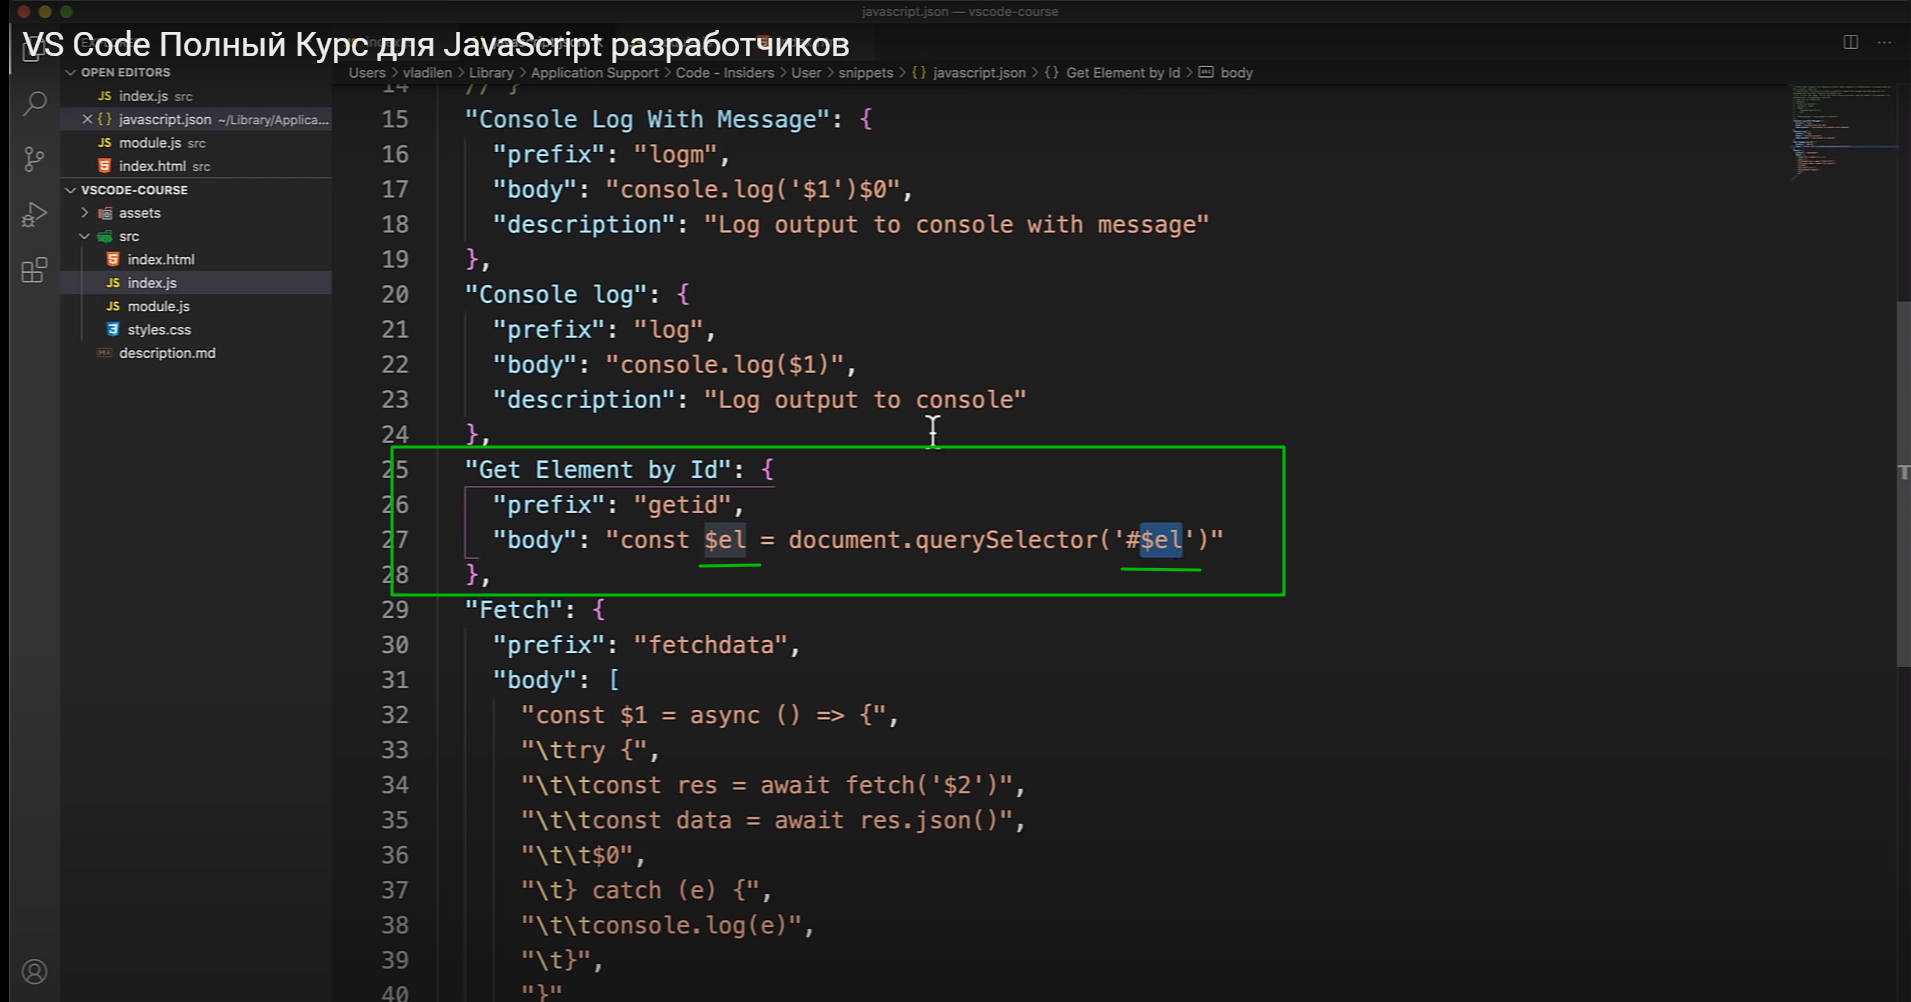 javascript.json — vscode-course
VS Code Полный Курс для JavaScript разработчиков
Users > vladilen > Library > Application Support > Code - Insiders > User > snippets > {} javascript.json > {} Get Element by Id > body
OPEN EDITORS
JS index.js src
{} javascript.json ~/Library/Applica...
JS module.js src
index.html src
VSCODE-COURSE
assets
src
index.html
JS index.js
JS module.js
styles.css
description.md
14 // }
15 "Console Log With Message": {
16 "prefix": "logm",
17 "body": "console.log('$1')$0",
18 "description": "Log output to console with message"
19 },
20 "Console log": {
21 "prefix": "log",
22 "body": "console.log($1)",
23 "description": "Log output to console"
24 },
25 "Get Element by Id": {
26 "prefix": "getid",
27 "body": "const $el = document.querySelector('#$el')"
28 },
29 "Fetch": {
30 "prefix": "fetchdata",
31 "body": [
32 "const $1 = async () => {",
33 "\ttry {",
34 "\t\tconst res = await fetch('$2')",
35 "\t\tconst data = await res.json()",
36 "\t\t$0",
37 "\t} catch (e) {",
38 "\t\tconsole.log(e)",
39 "\t}",
40 "}"